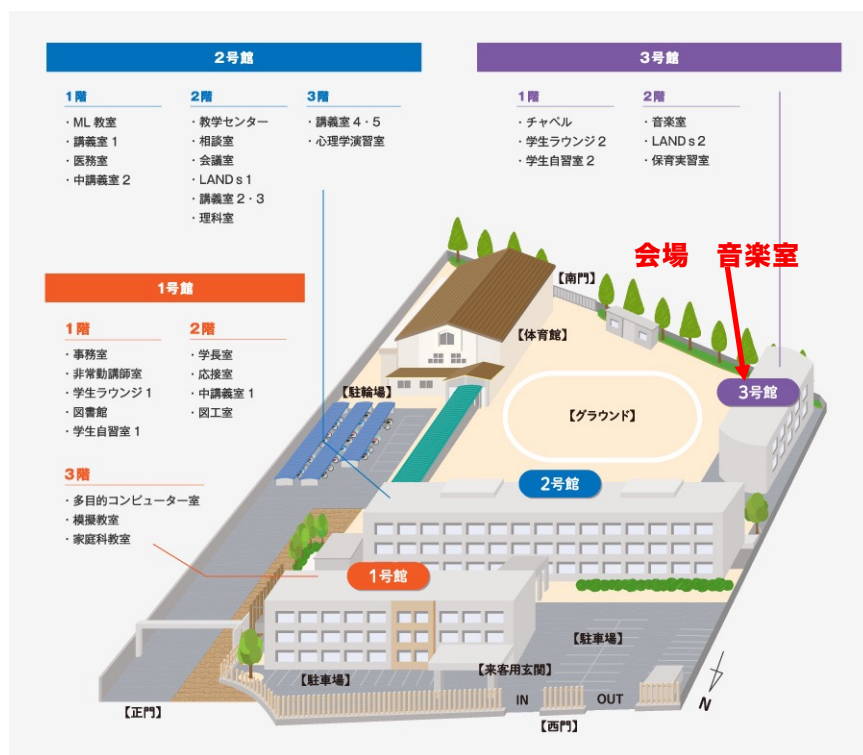 2号館
1階
・ML 教室
・講義室 1
・医務室
・中講義室 2
2階
・教学センター
・相談室
・会議室
・LANDs 1
・講義室 2・3
・理科室
3階
・講義室 4・5
・心理学演習室
3号館
1階
・チャペル
・学生ラウンジ 2
・学生自習室 2
2階
・音楽室
・LANDs 2
・保育実習室
会場 音楽室
1号館
1階
・事務室
・非常勤講師室
・学生ラウンジ 1
・図書館
・学生自習室 1
2階
・学長室
・応接室
・中講義室 1
・図工室
3階
・多目的コンピューター室
・模擬教室
・家庭科教室
【南門】
【体育館】
【駐輪場】
3号館
【グラウンド】
2号館
1号館
【駐車場】
【来客用玄関】
【駐車場】
IN
OUT
N
【正門】
【西門】